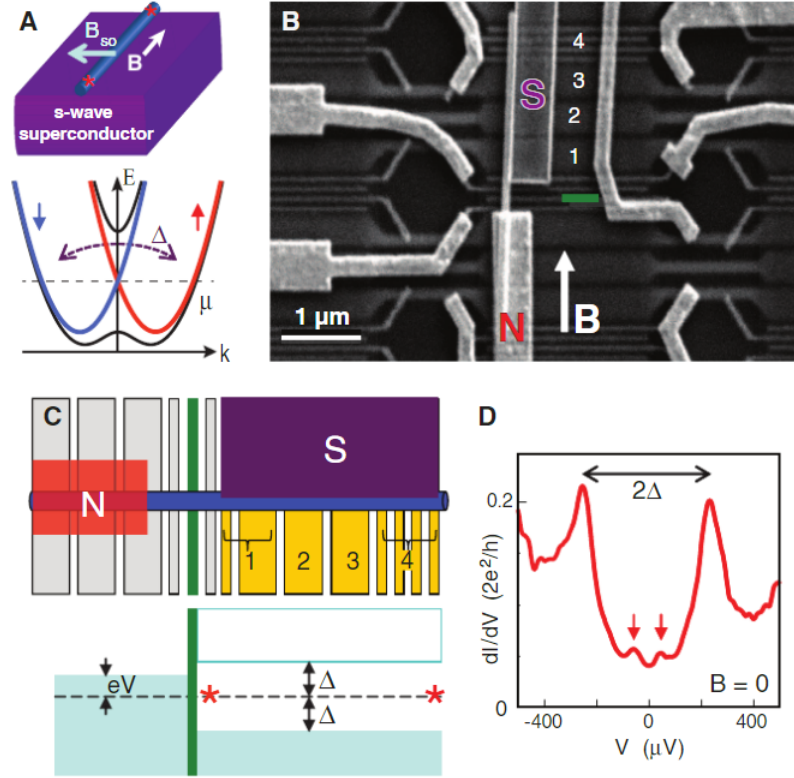 A
B_SO
B
s-wave
superconductor
E
Δ
μ
k
B
4
3
S
2
1
N
B
1 μm
C
S
N
1 2 3 4
eV
Δ
Δ
D
2Δ
0.2
dI/dV (2e²/h)
0
B = 0
-400 0 400
V (μV)